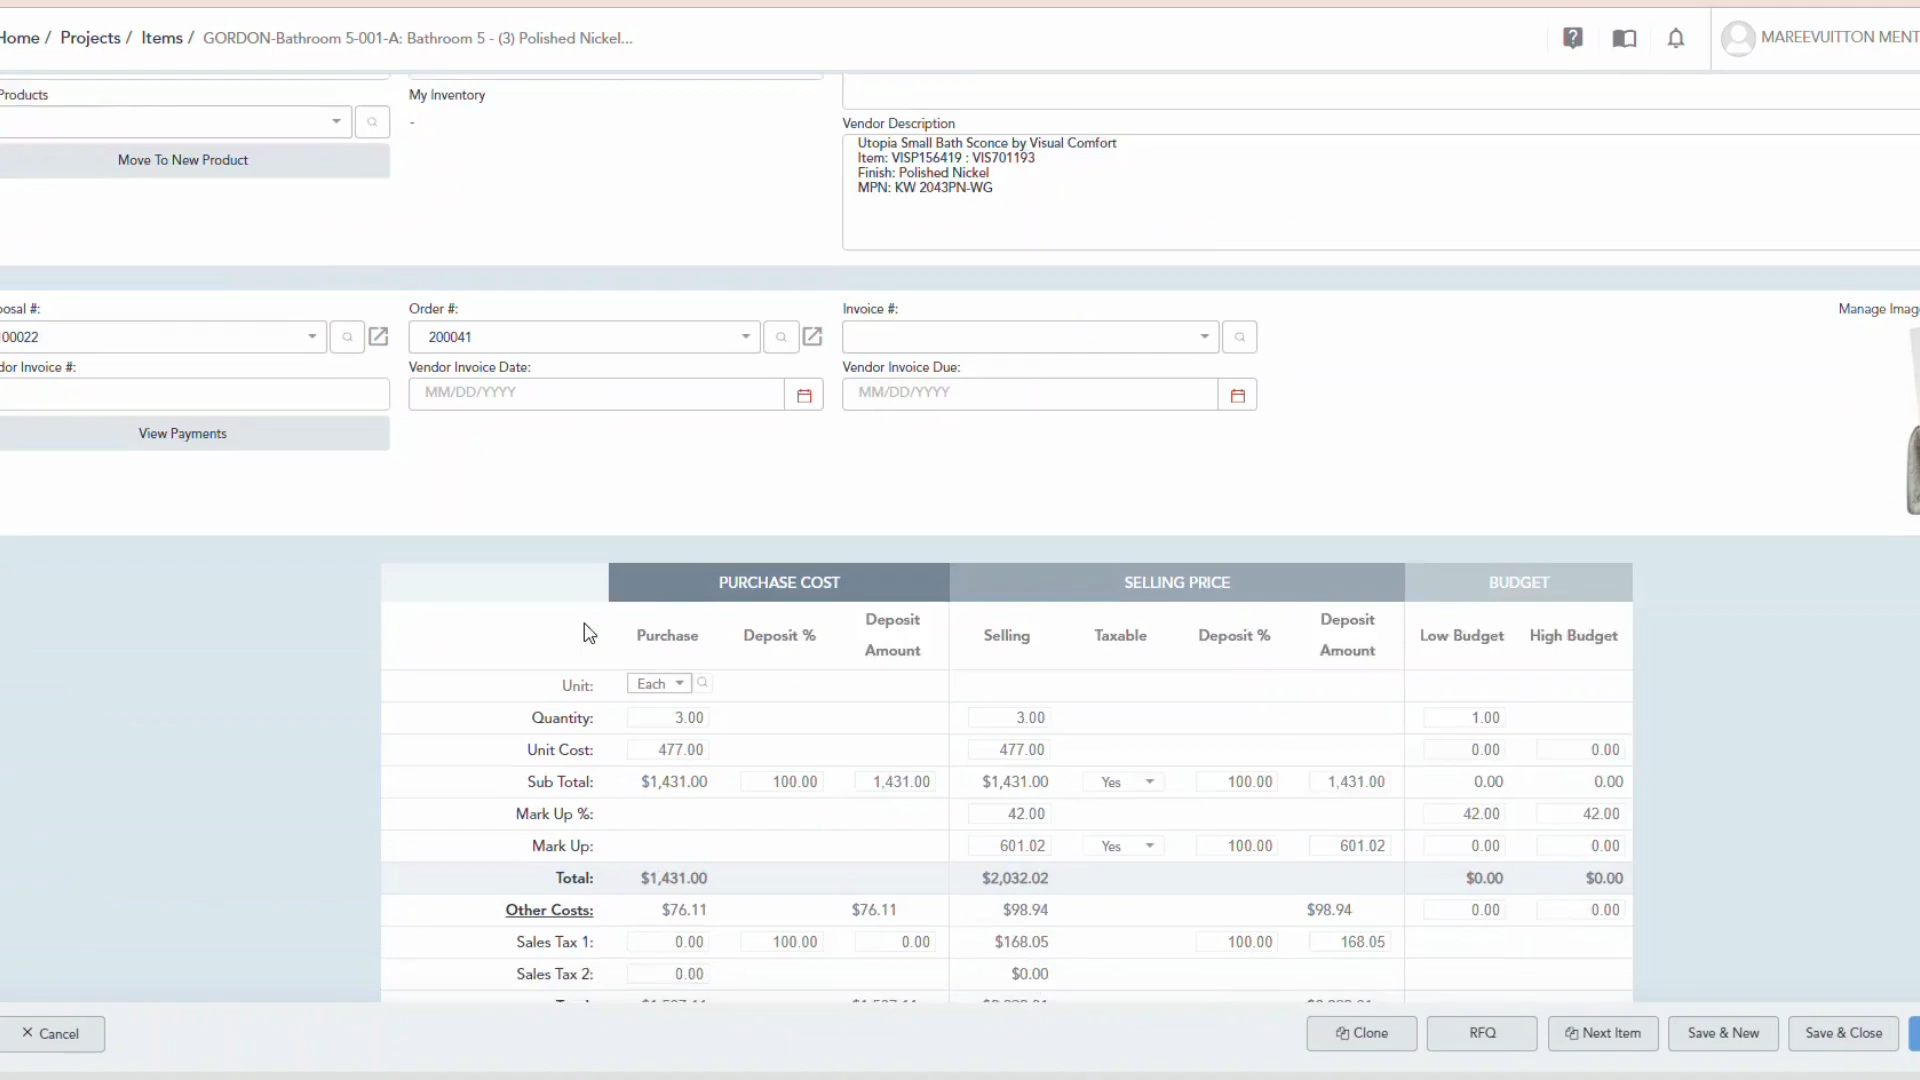 Home / Projects / Items / GORDON-Bathroom 5-001-A: Bathroom 5 - (3) Polished Nickel...
MAREEVUITTON MENT
Products
My Inventory
-
Move To New Product
Vendor Description
Utopia Small Bath Sconce by Visual Comfort
Item: VISP156419 : VIS701193
Finish: Polished Nickel
MPN: KW 2043PN-WG
posal #:
Order #:
Invoice #:
Manage Imag
00022
200041
dor Invoice #:
Vendor Invoice Date:
Vendor Invoice Due:
MM/DD/YYYY
MM/DD/YYYY
View Payments
PURCHASE COST SELLING PRICE BUDGET
Purchase Deposit % Deposit Amount Selling Taxable Deposit % Deposit Amount Low Budget High Budget
Unit: Each
Quantity: 3.00 3.00 1.00
Unit Cost: 477.00 477.00 0.00 0.00
Sub Total: $1,431.00 100.00 1,431.00 $1,431.00 Yes 100.00 1,431.00 0.00 0.00
Mark Up %: 42.00 42.00 42.00
Mark Up: 601.02 Yes 100.00 601.02 0.00 0.00
Total: $1,431.00 $2,032.02 $0.00 $0.00
Other Costs: $76.11 $76.11 $98.94 $98.94 0.00 0.00
Sales Tax 1: 0.00 100.00 0.00 $168.05 100.00 168.05
Sales Tax 2: 0.00 $0.00
Cancel
Clone
RFQ
Next Item
Save & New
Save & Close